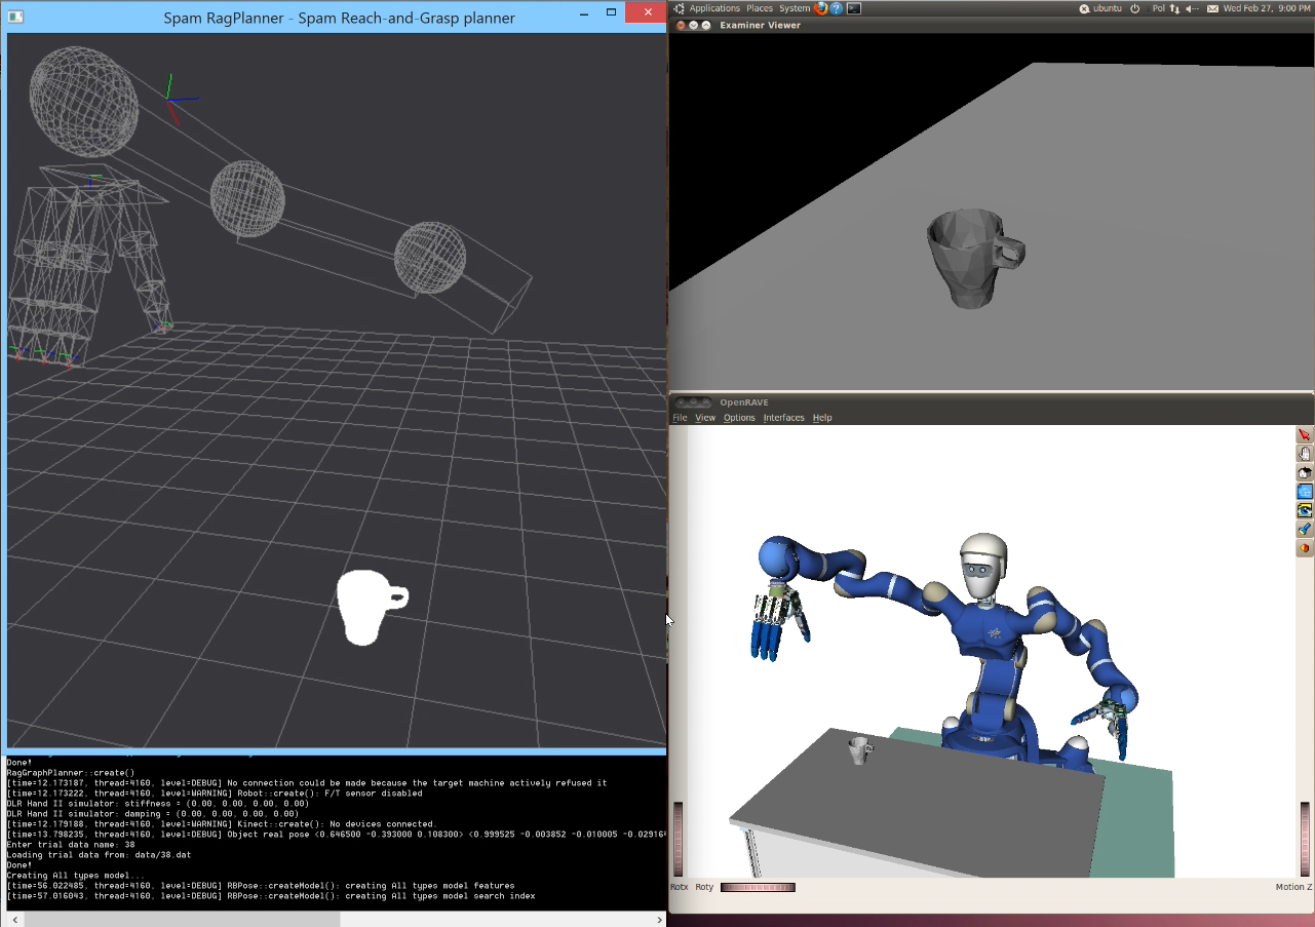 Spam RagPlanner - Spam Reach-and-Grasp planner
Applications Places System
ubuntu
Pol
Wed Feb 27, 9:00 PM
Examiner Viewer
OpenRAVE
File View Options Interfaces Help
Rotx Roty
Motion Z
Done!
RagGraphPlanner::create()
[time=12.173187, thread=4160, level=DEBUG] No connection could be made because the target machine actively refused it
[time=12.173222, thread=4160, level=WARNING] Robot::create(): F/T sensor disabled
DLR Hand II simulator: stiffness = (0.00, 0.00, 0.00, 0.00)
DLR Hand II simulator: damping = (0.00, 0.00, 0.00, 0.00)
[time=12.179188, thread=4160, level=WARNING] Kinect::create(): No devices connected.
[time=13.798235, thread=4160, level=DEBUG] Object real pose <0.646500 -0.393000 0.108300> <0.999525 -0.003852 -0.010005 -0.02916
Enter trial data name: 38
Loading trial data from: data/38.dat
Done!
Creating All types model...
[time=56.022485, thread=4160, level=DEBUG] RBPose::createModel(): creating All types model features
[time=57.016043, thread=4160, level=DEBUG] RBPose::createModel(): creating All types model search index